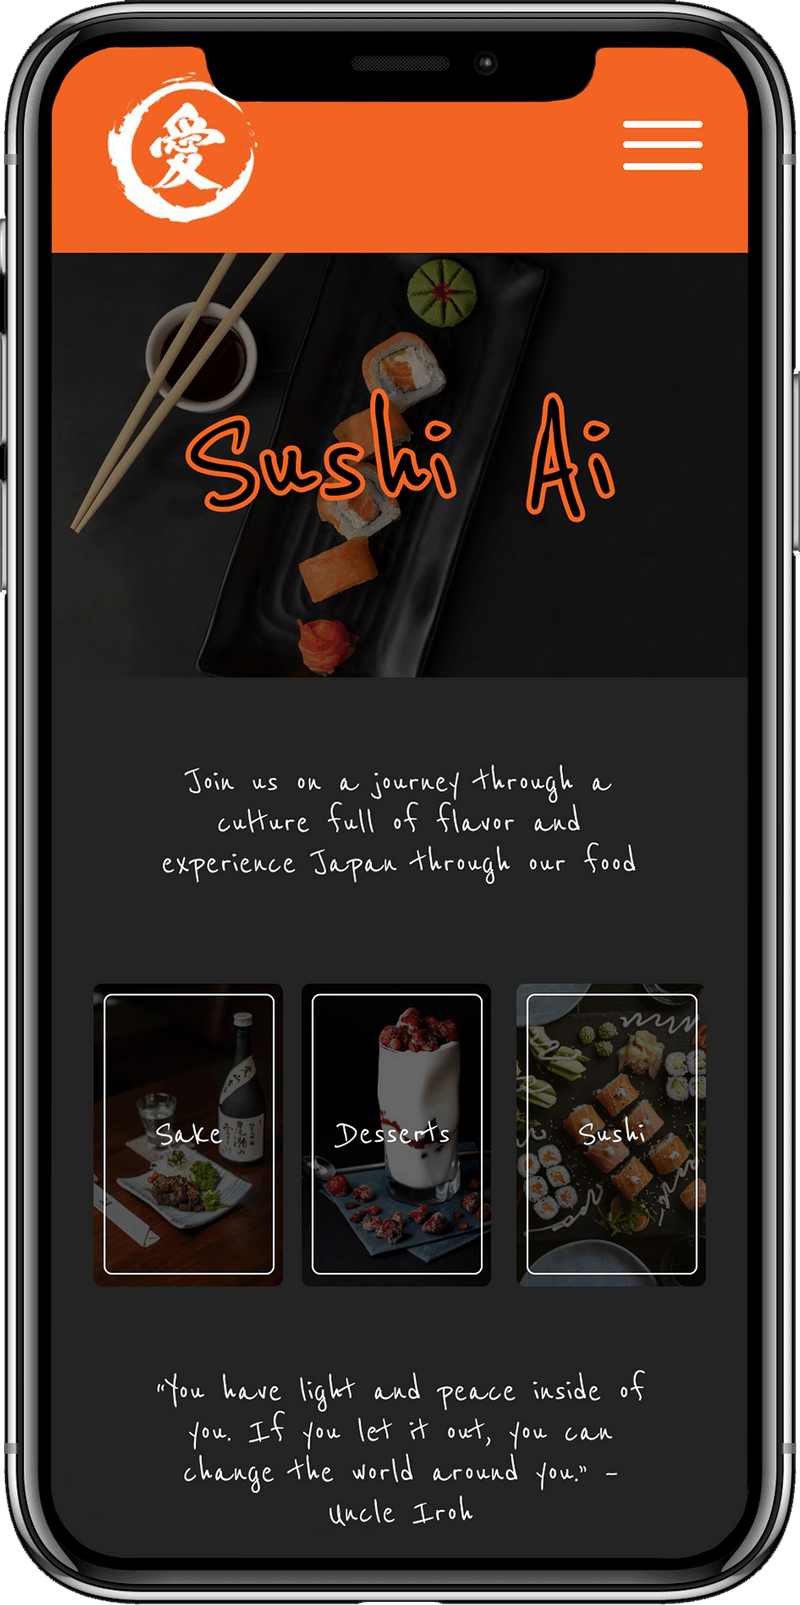 愛
Sushi Ai
Join us on a journey through a
culture full of flavor and
experience Japan through our food
Sake
Desserts
Sushi
“You have light and peace inside of
you. If you let it out, you can
change the world around you.” -
Uncle Iroh